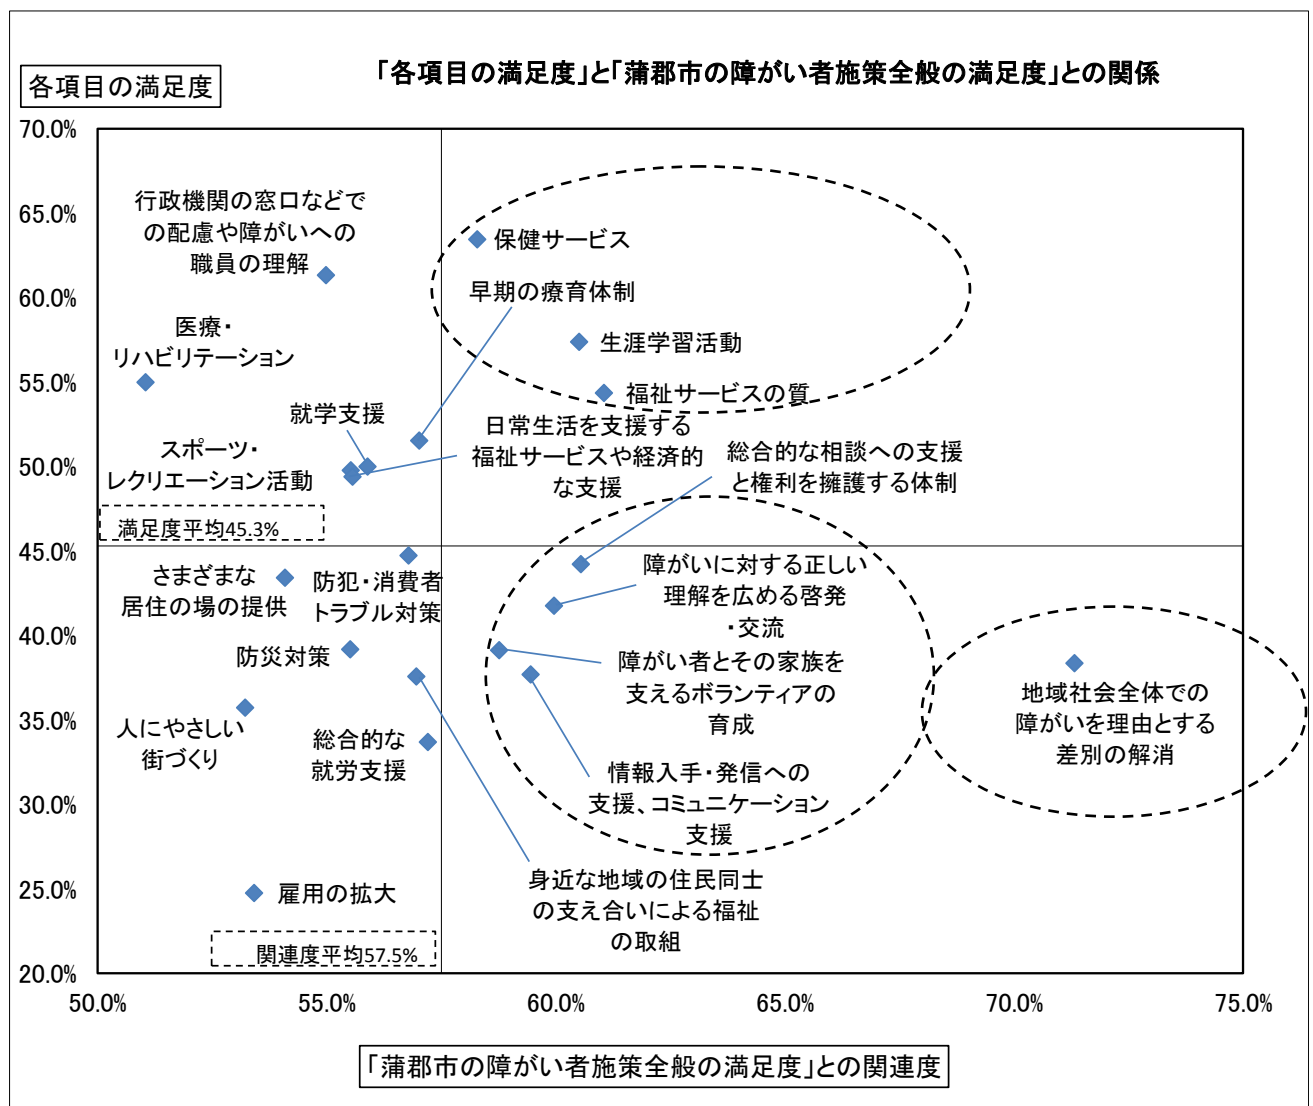 「各項目の満足度」と「蒲郡市の障がい者施策全般の満足度」との関係
各項目の満足度
70.0%
65.0%
60.0%
55.0%
50.0%
45.0%
40.0%
35.0%
30.0%
25.0%
20.0%
行政機関の窓口などで
の配慮や障がいへの
職員の理解
保健サービス
早期の療育体制
医療・
リハビリテーション
生涯学習活動
福祉サービスの質
就学支援
日常生活を支援する
福祉サービスや経済的
な支援
スポーツ・
レクリエーション活動
総合的な相談への支援
と権利を擁護する体制
満足度平均45.3%
さまざまな
居住の場の提供
防犯・消費者
トラブル対策
障がいに対する正しい
理解を広める啓発
・交流
防災対策
障がい者とその家族を
支えるボランティアの
育成
地域社会全体での
障がいを理由とする
差別の解消
人にやさしい
街づくり
総合的な
就労支援
情報入手・発信への
支援、コミュニケーション
支援
雇用の拡大
身近な地域の住民同士
の支え合いによる福祉
の取組
関連度平均57.5%
50.0%
55.0%
60.0%
65.0%
70.0%
75.0%
「蒲郡市の障がい者施策全般の満足度」との関連度